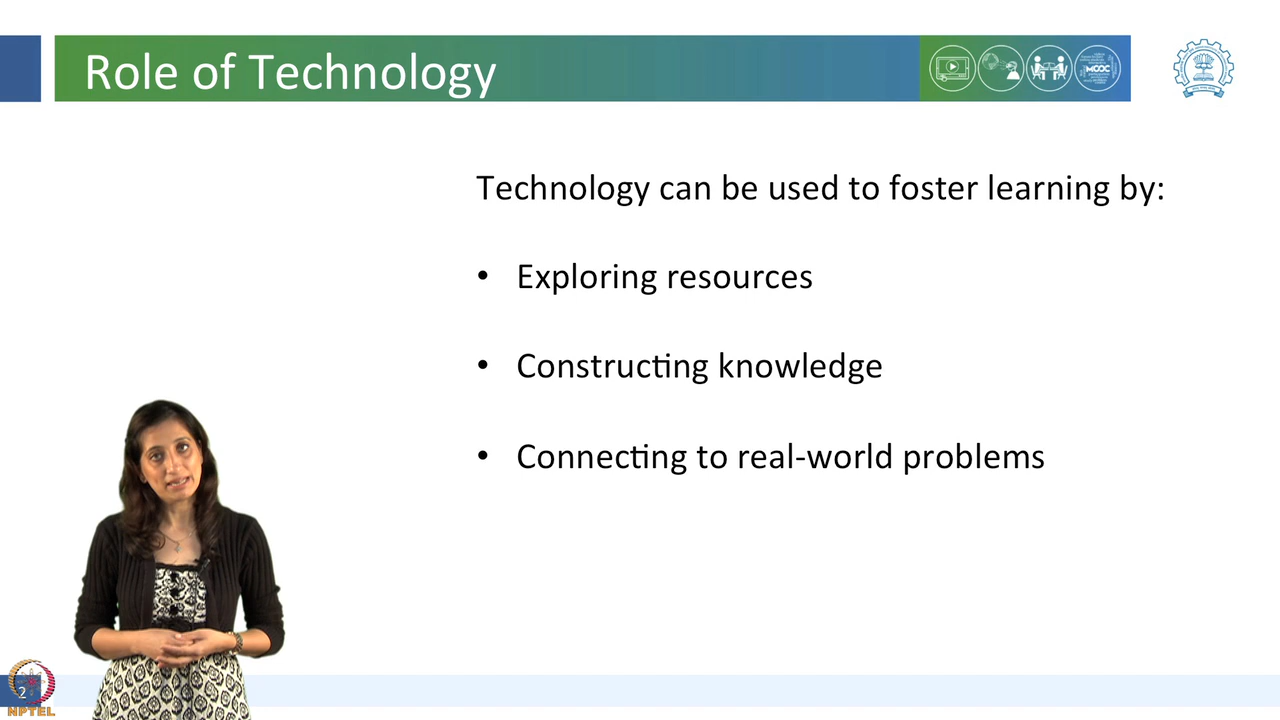 Role of Technology
MOOC
Technology can be used to foster learning by:
• Exploring resources
• Constructing knowledge
• Connecting to real-world problems
2
NPTEL